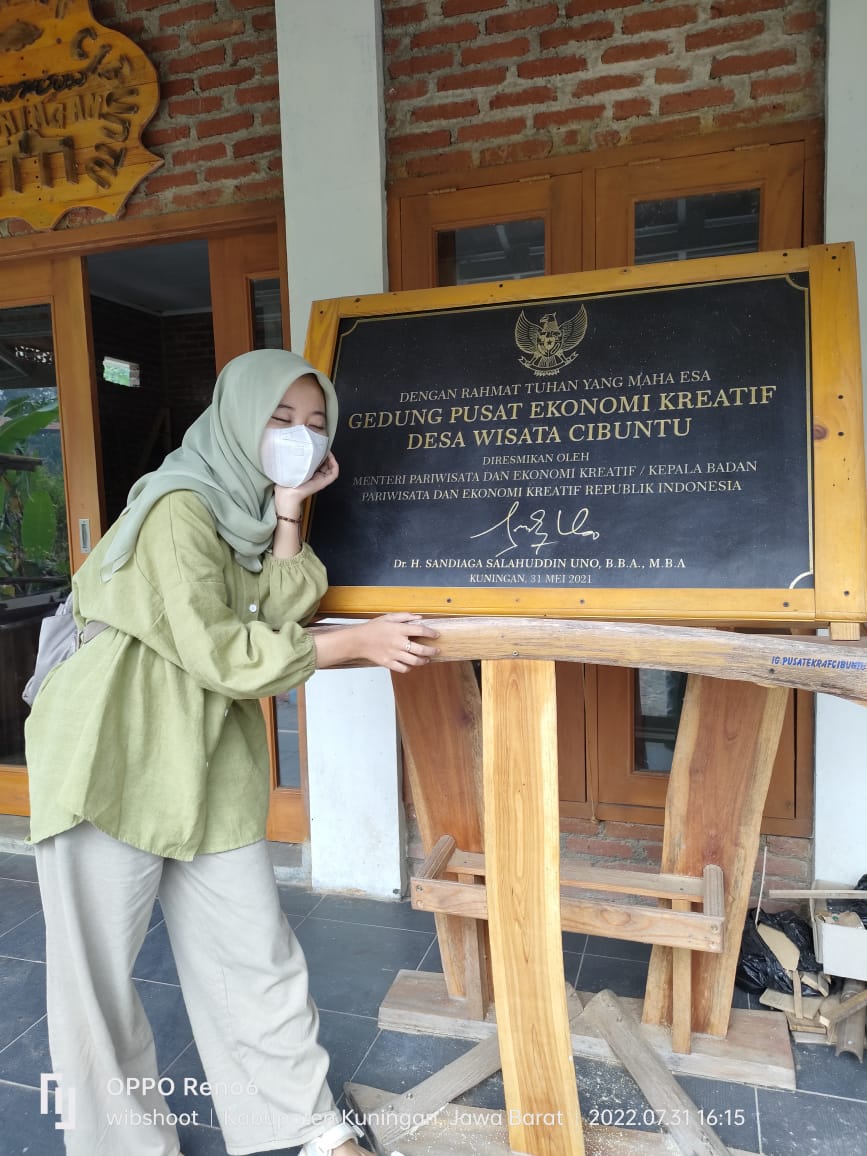 KUNINGAN
DENGAN RAHMAT TUHAN YANG MAHA ESA
GEDUNG PUSAT EKONOMI KREATIF
DESA WISATA CIBUNTU
DIRESMIKAN OLEH
MENTERI PARIWISATA DAN EKONOMI KREATIF / KEPALA BADAN
PARIWISATA DAN EKONOMI KREATIF REPUBLIK INDONESIA
Dr. H. SANDIAGA SALAHUDDIN UNO, B.B.A., M.B.A
KUNINGAN, 31 MEI 2021
IG.PUSATEKRAFCIBUNTU
OPPO Reno6
wibshoot | Kabupaten Kuningan, Jawa Barat | 2022.07.31 16:15